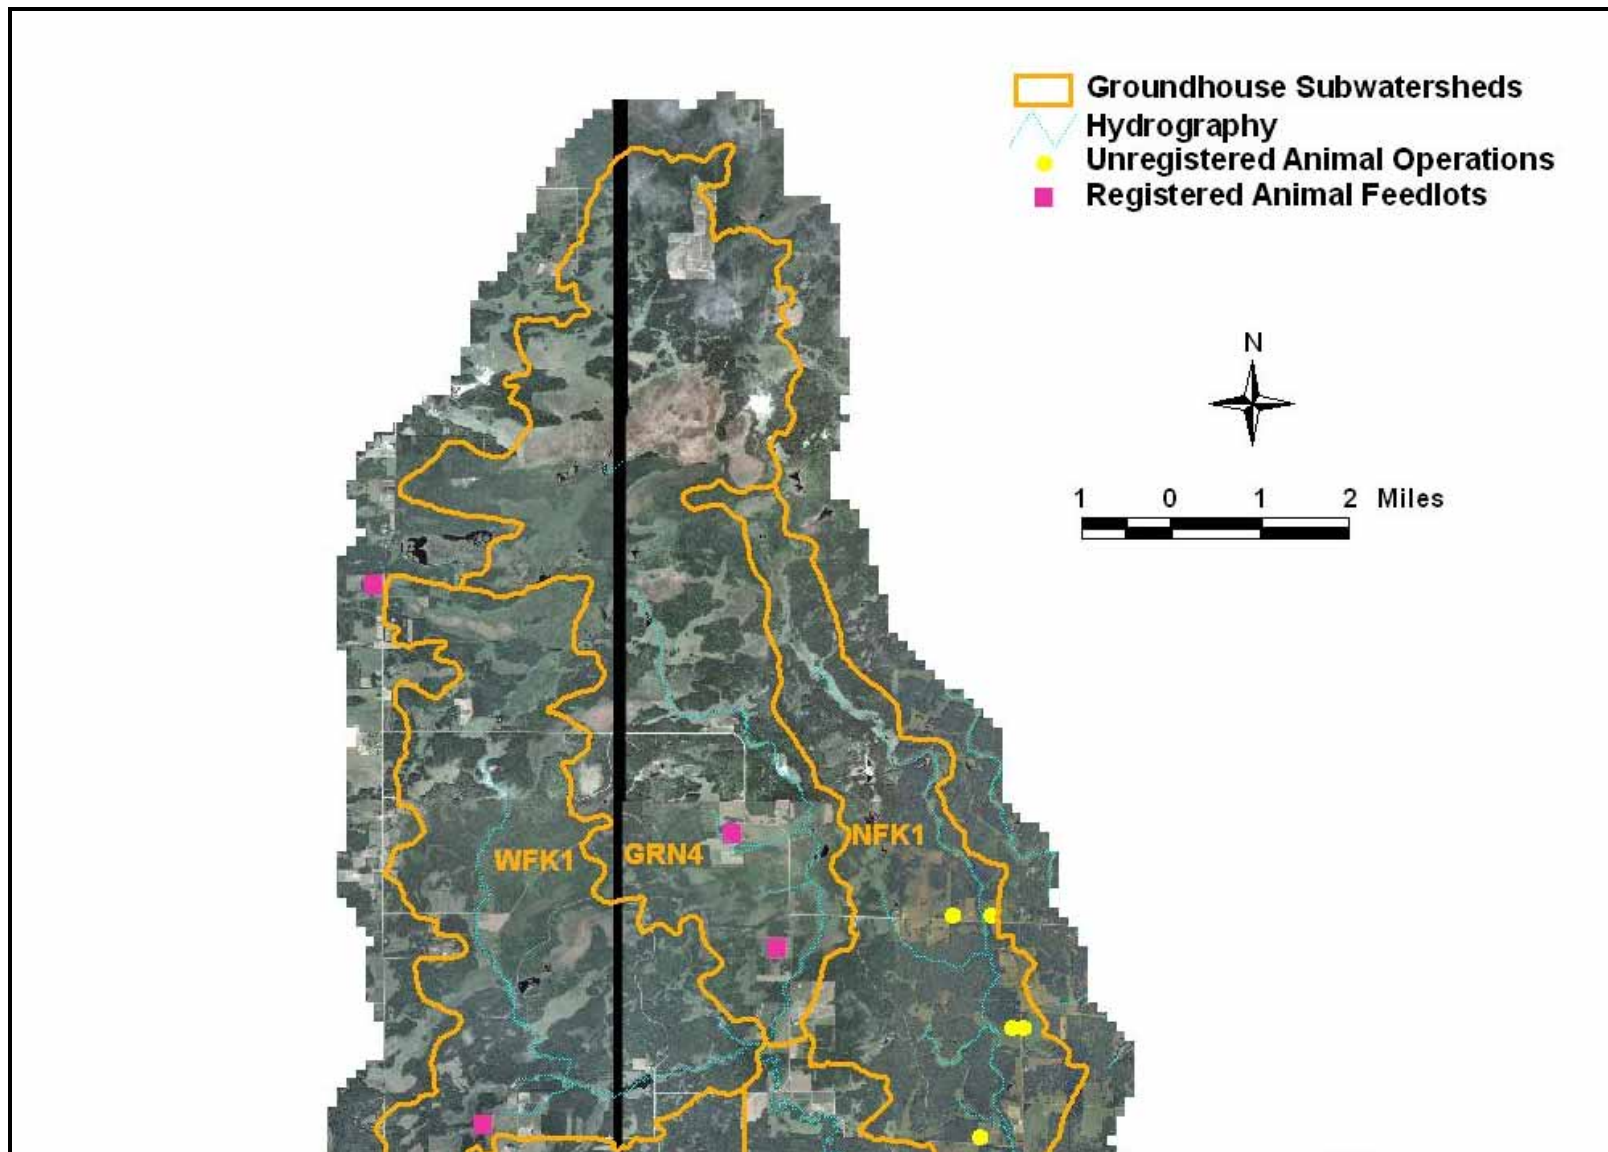 Groundhouse Subwatersheds
Hydrography
Unregistered Animal Operations
Registered Animal Feedlots
N
1 0 1 2 Miles
WFK1 GRN4 NFK1